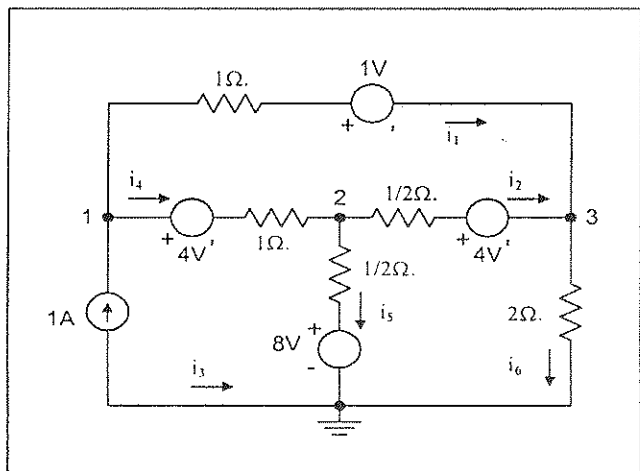 1Ω. 1V
+ ' i₁
i₄ 2 1/2Ω. i₂
1 3
+ 4V ' 1Ω. + 4V '
1/2Ω.
1A + i₅ 2Ω.
8V
- i₆
i₃